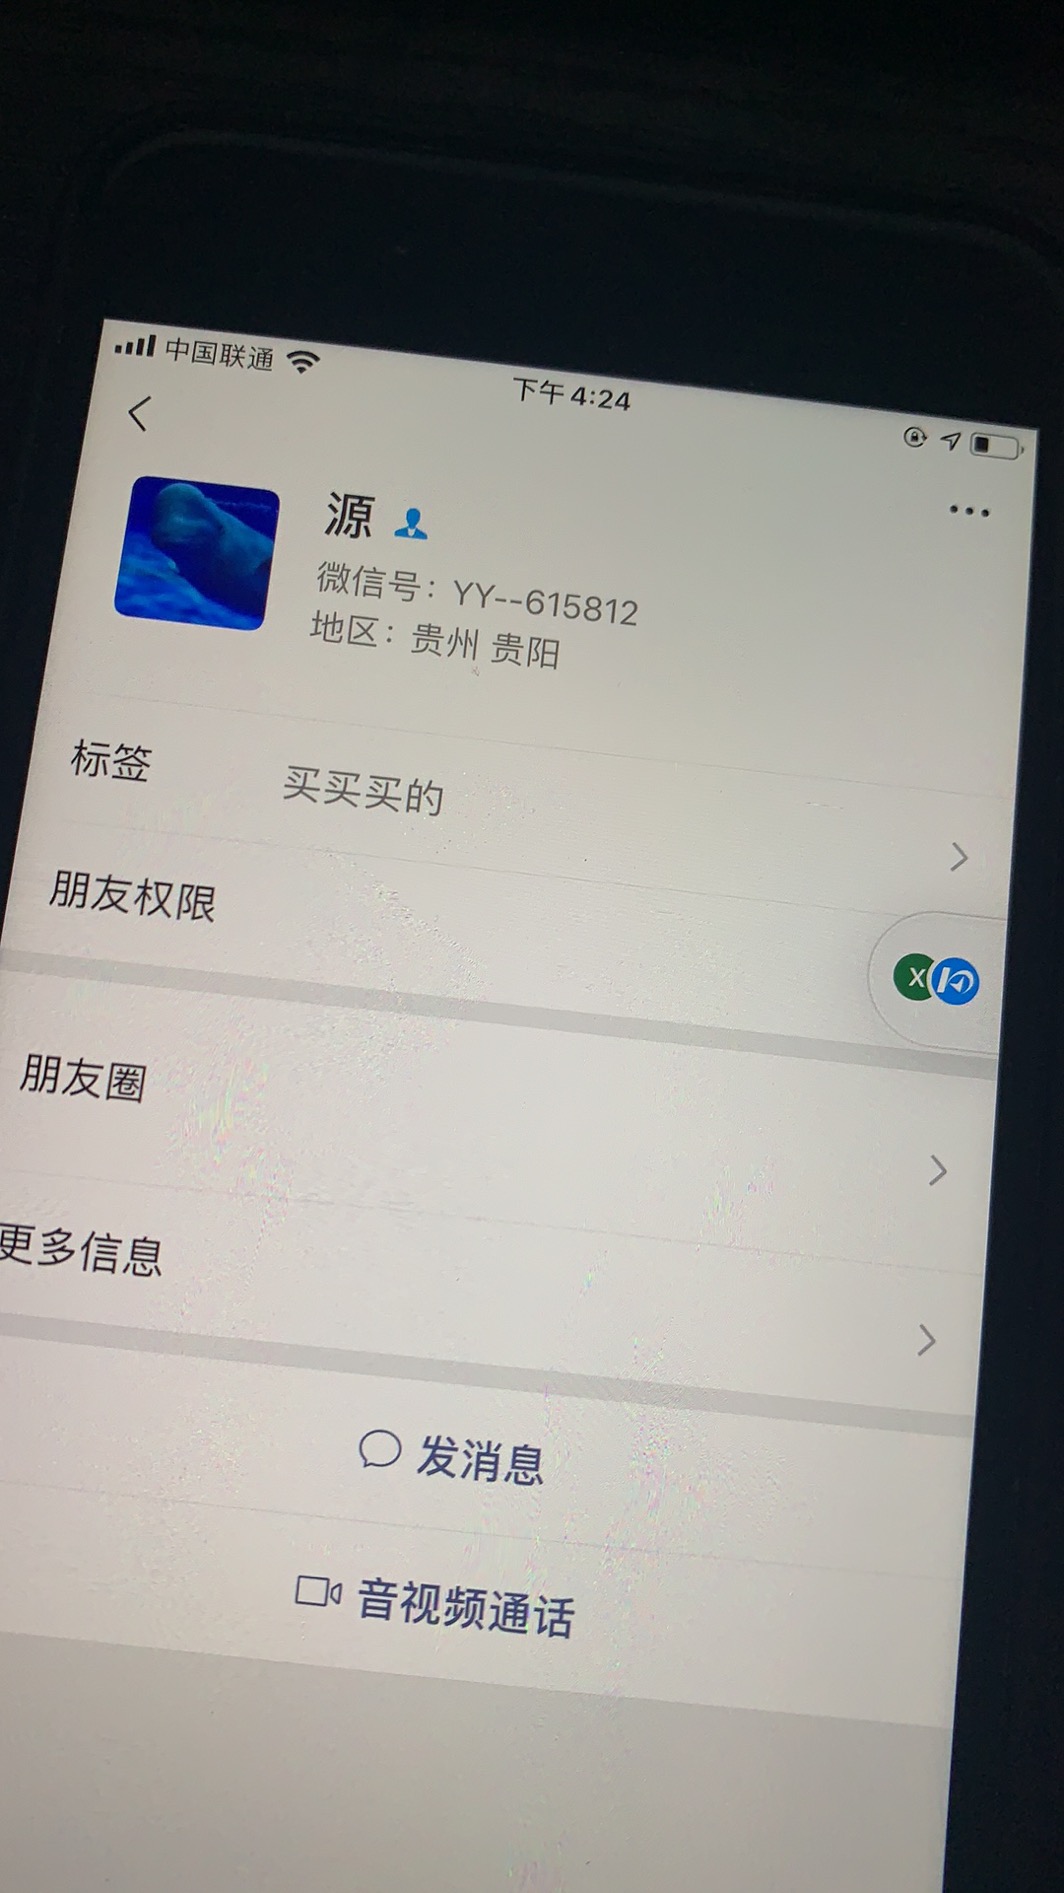 中国联通
下午4:24
源
微信号：YY--615812
地区：贵州 贵阳
标签 买买买的
朋友权限
X
朋友圈
更多信息
发消息
音视频通话